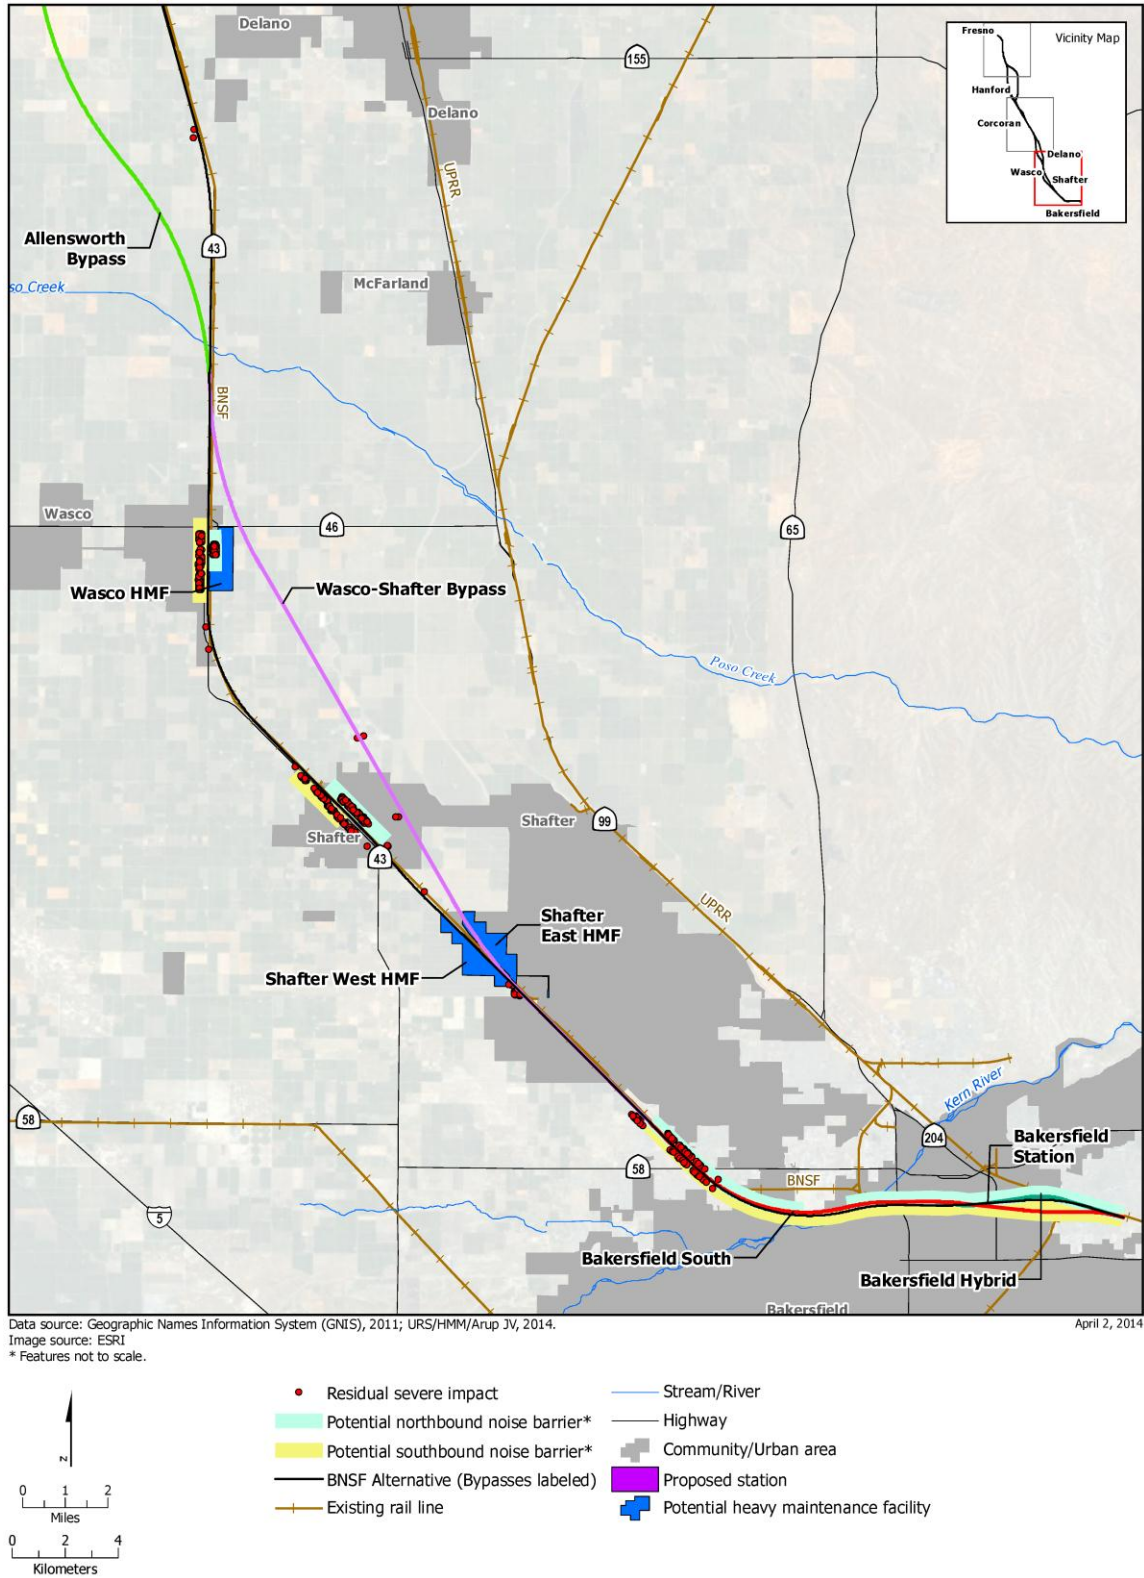 Delano
155
Fresno
Vicinity Map
Hanford
Corcoran
Delano
Wasco
Shafter
Bakersfield
Delano
UPRR
Allensworth
Bypass
43
so Creek
McFarland
BNSF
Wasco
46
65
Wasco HMF
Wasco-Shafter Bypass
Poso Creek
Shafter
99
Shafter
43
UPRR
Shafter
East HMF
Shafter West HMF
Kern River
58
204
Bakersfield
Station
58
BNSF
5
Bakersfield South
Bakersfield Hybrid
Bakersfield
Data source: Geographic Names Information System (GNIS), 2011; URS/HMM/Arup JV, 2014.
April 2, 2014
Image source: ESRI
* Features not to scale.
Residual severe impact
Stream/River
Potential northbound noise barrier*
Highway
Potential southbound noise barrier*
Community/Urban area
BNSF Alternative (Bypasses labeled)
Proposed station
Existing rail line
Potential heavy maintenance facility
N
0 1 2
Miles
0 2 4
Kilometers